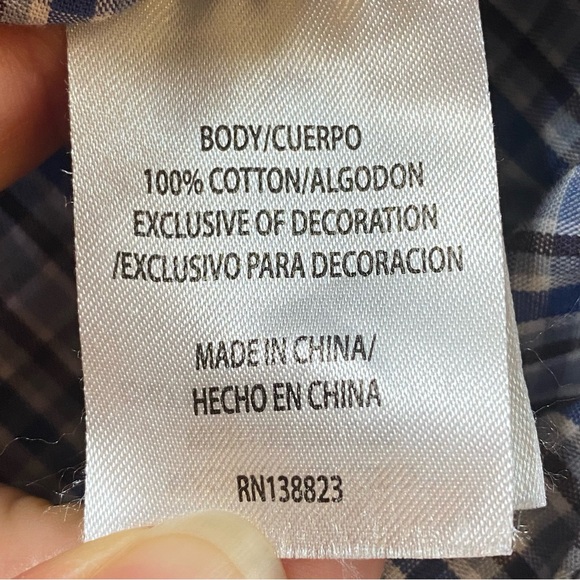 BODY/CUERPO
100% COTTON/ALGODON
EXCLUSIVE OF DECORATION
/EXCLUSIVO PARA DECORACION
MADE IN CHINA/
HECHO EN CHINA
RN138823